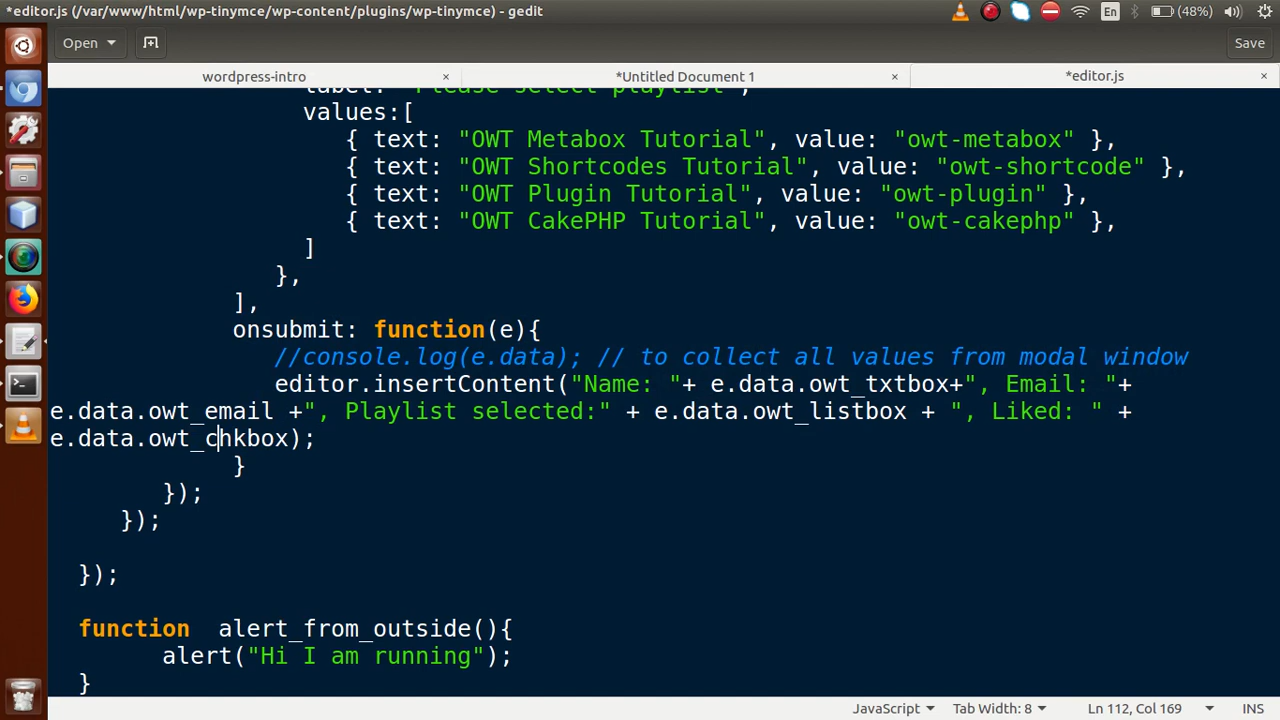 *editor.js (/var/www/html/wp-tinymce/wp-content/plugins/wp-tinymce) - gedit
En
(48%)
Open
Save
wordpress-intro
*Untitled Document 1
*editor.js
label: "Please select playlist",
values:[
{ text: "OWT Metabox Tutorial", value: "owt-metabox" },
{ text: "OWT Shortcodes Tutorial", value: "owt-shortcode" },
{ text: "OWT Plugin Tutorial", value: "owt-plugin" },
{ text: "OWT CakePHP Tutorial", value: "owt-cakephp" },
]
},
],
onsubmit: function(e){
//console.log(e.data); // to collect all values from modal window
editor.insertContent("Name: "+ e.data.owt_txtbox+", Email: "+
e.data.owt_email +", Playlist selected:" + e.data.owt_listbox + ", Liked: " +
e.data.owt_chkbox);
}
});
});
});
function  alert_from_outside(){
alert("Hi I am running");
}
JavaScript
Tab Width: 8
Ln 112, Col 169
INS